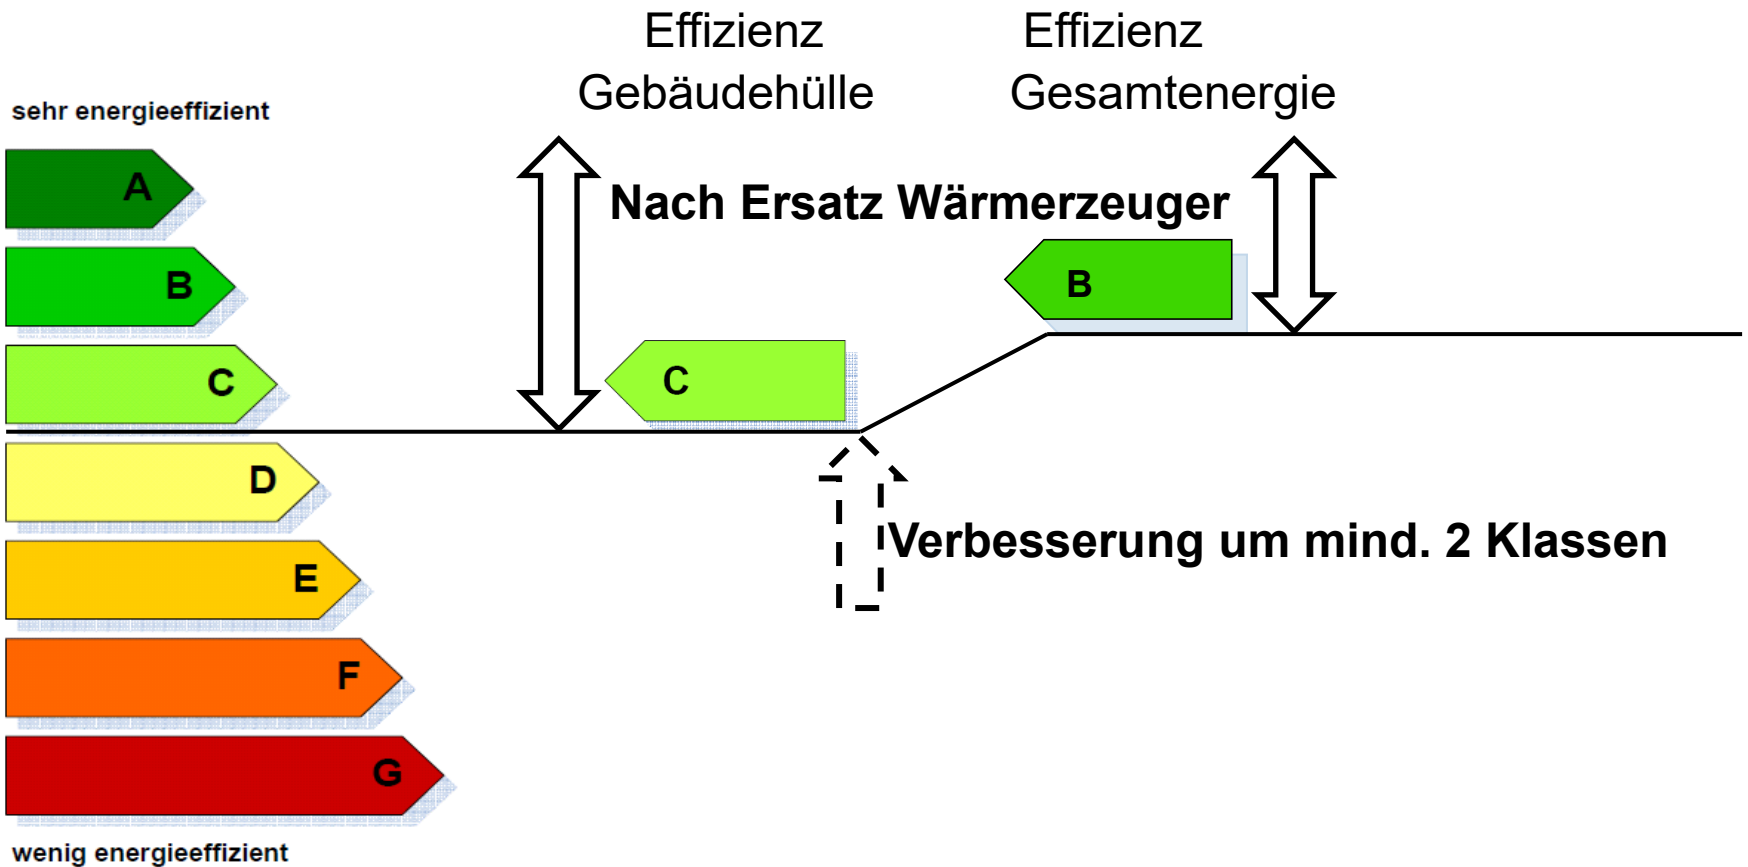 Effizienz
Gebäudehülle
Effizienz
Gesamtenergie
sehr energieeffizient
Nach Ersatz Wärmerzeuger
A
B
B
C
C
D
Verbesserung um mind. 2 Klassen
E
F
G
wenig energieeffizient